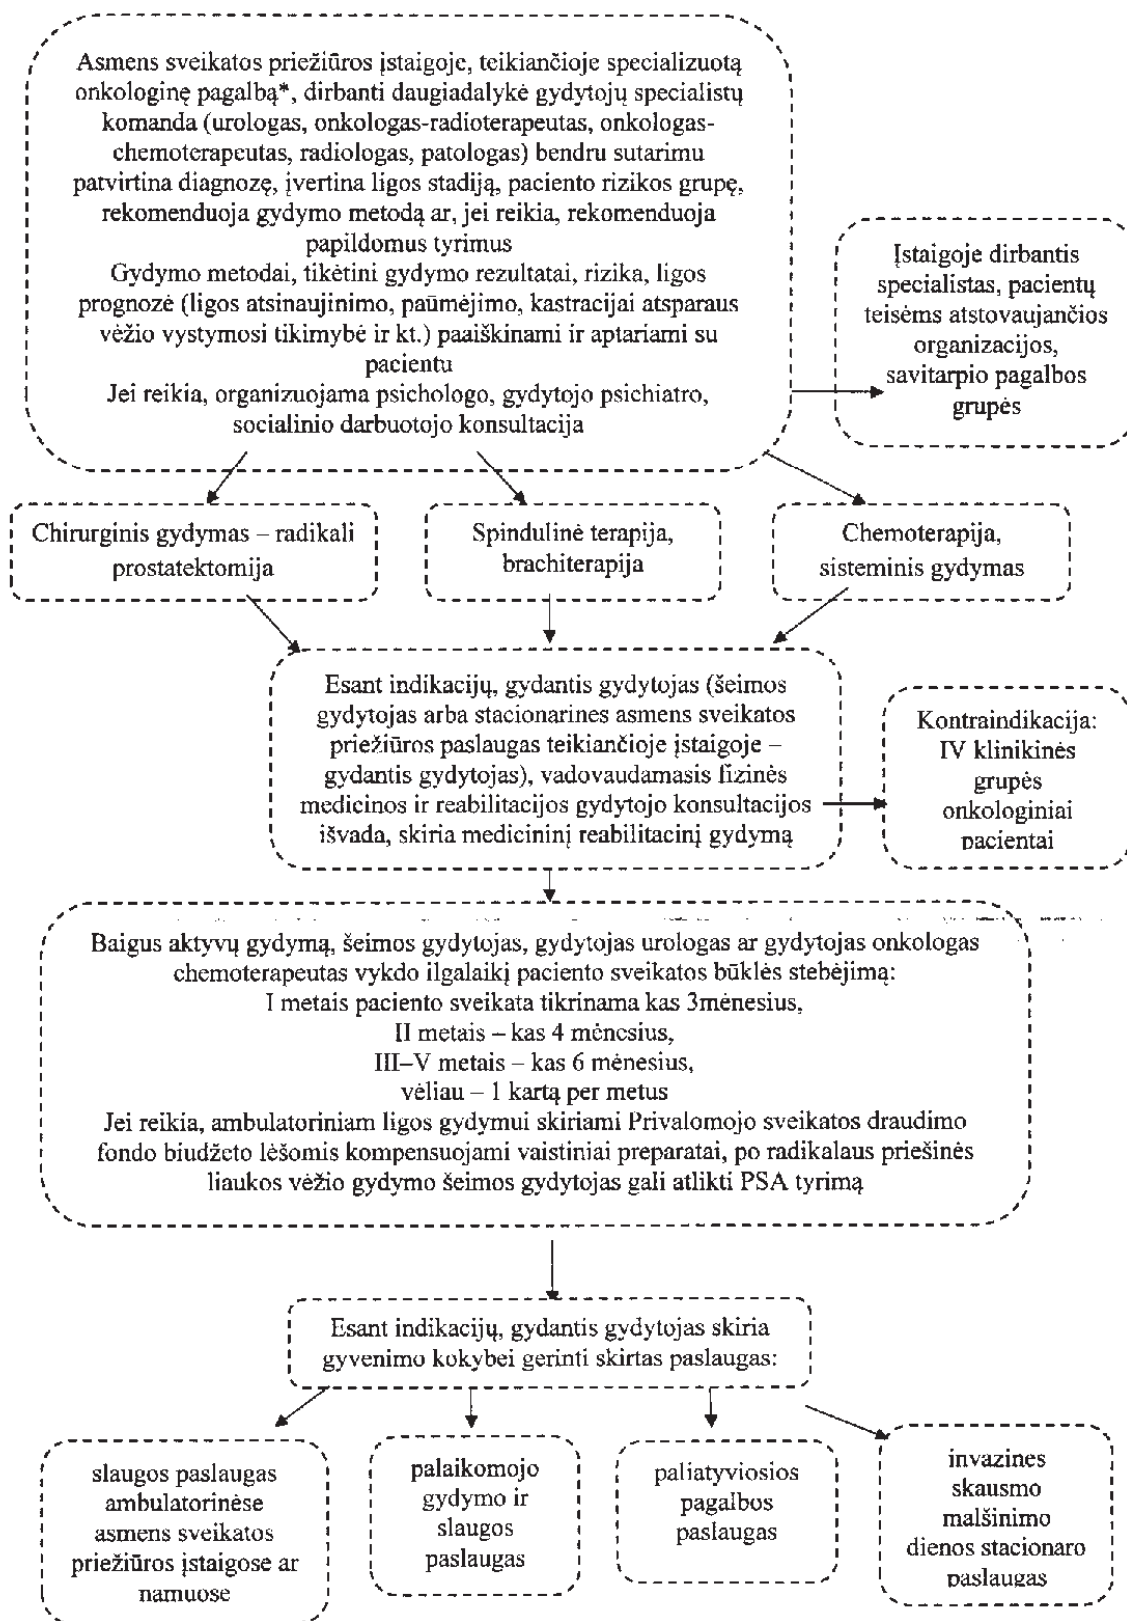 Asmens sveikatos priežiūros įstaigoje, teikiančioje specializuotą
onkologinę pagalbą*, dirbanti daugiadalykė gydytojų specialistų
komanda (urologas, onkologas-radioterapeutas, onkologas-
chemoterapeutas, radiologas, patologas) bendru sutarimu
patvirtina diagnozę, įvertina ligos stadiją, paciento rizikos grupę,
rekomenduoja gydymo metodą ar, jei reikia, rekomenduoja
papildomus tyrimus
Gydymo metodai, tikėtini gydymo rezultatai, rizika, ligos
prognozė (ligos atsinaujinimo, paūmėjimo, kastracijai atsparaus
vėžio vystymosi tikimybė ir kt.) paaiškinami ir aptariami su
pacientu
Jei reikia, organizuojama psichologo, gydytojo psichiatro,
socialinio darbuotojo konsultacija
Įstaigoje dirbantis
specialistas, pacientų
teisėms atstovaujančios
organizacijos,
savitarpio pagalbos
grupės
Chirurginis gydymas – radikali
prostatektomija
Spindulinė terapija,
brachiterapija
Chemoterapija,
sisteminis gydymas
Esant indikacijų, gydantis gydytojas (šeimos
gydytojas arba stacionarines asmens sveikatos
priežiūros paslaugas teikiančioje įstaigoje –
gydantis gydytojas), vadovaudamasis fizinės
medicinos ir reabilitacijos gydytojo konsultacijos
išvada, skiria medicininį reabilitacinį gydymą
Kontraindikacija:
IV klinikinės
grupės
onkologiniai
pacientai
Baigus aktyvų gydymą, šeimos gydytojas, gydytojas urologas ar gydytojas onkologas
chemoterapeutas vykdo ilgalaikį paciento sveikatos būklės stebėjimą:
I metais paciento sveikata tikrinama kas 3mėnesius,
II metais – kas 4 mėnesius,
III–V metais – kas 6 mėnesius,
vėliau – 1 kartą per metus
Jei reikia, ambulatoriniam ligos gydymui skiriami Privalomojo sveikatos draudimo
fondo biudžeto lėšomis kompensuojami vaistiniai preparatai, po radikalaus priešinės
liaukos vėžio gydymo šeimos gydytojas gali atlikti PSA tyrimą
Esant indikacijų, gydantis gydytojas skiria
gyvenimo kokybei gerinti skirtas paslaugas:
slaugos paslaugas
ambulatorinėse
asmens sveikatos
priežiūros įstaigose ar
namuose
palaikomojo
gydymo ir
slaugos
paslaugas
paliatyviosios
pagalbos
paslaugas
invazines
skausmo
malšinimo
dienos stacionaro
paslaugas